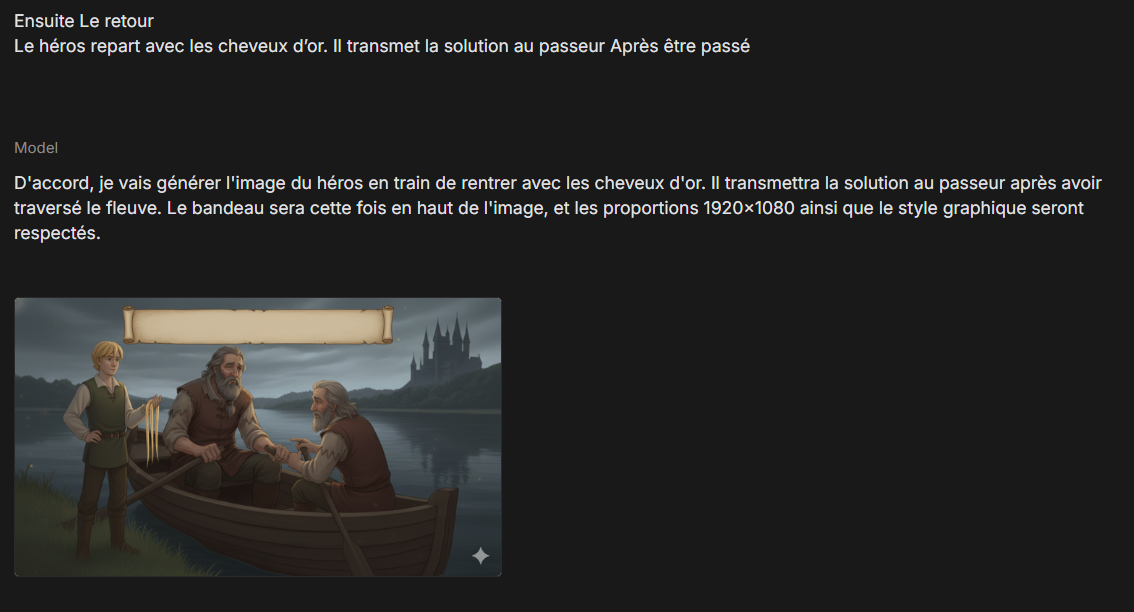 Ensuite Le retour
Le héros repart avec les cheveux d’or. Il transmet la solution au passeur Après être passé
Model
D'accord, je vais générer l'image du héros en train de rentrer avec les cheveux d'or. Il transmettra la solution au passeur après avoir
traversé le fleuve. Le bandeau sera cette fois en haut de l'image, et les proportions 1920×1080 ainsi que le style graphique seront
respectés.